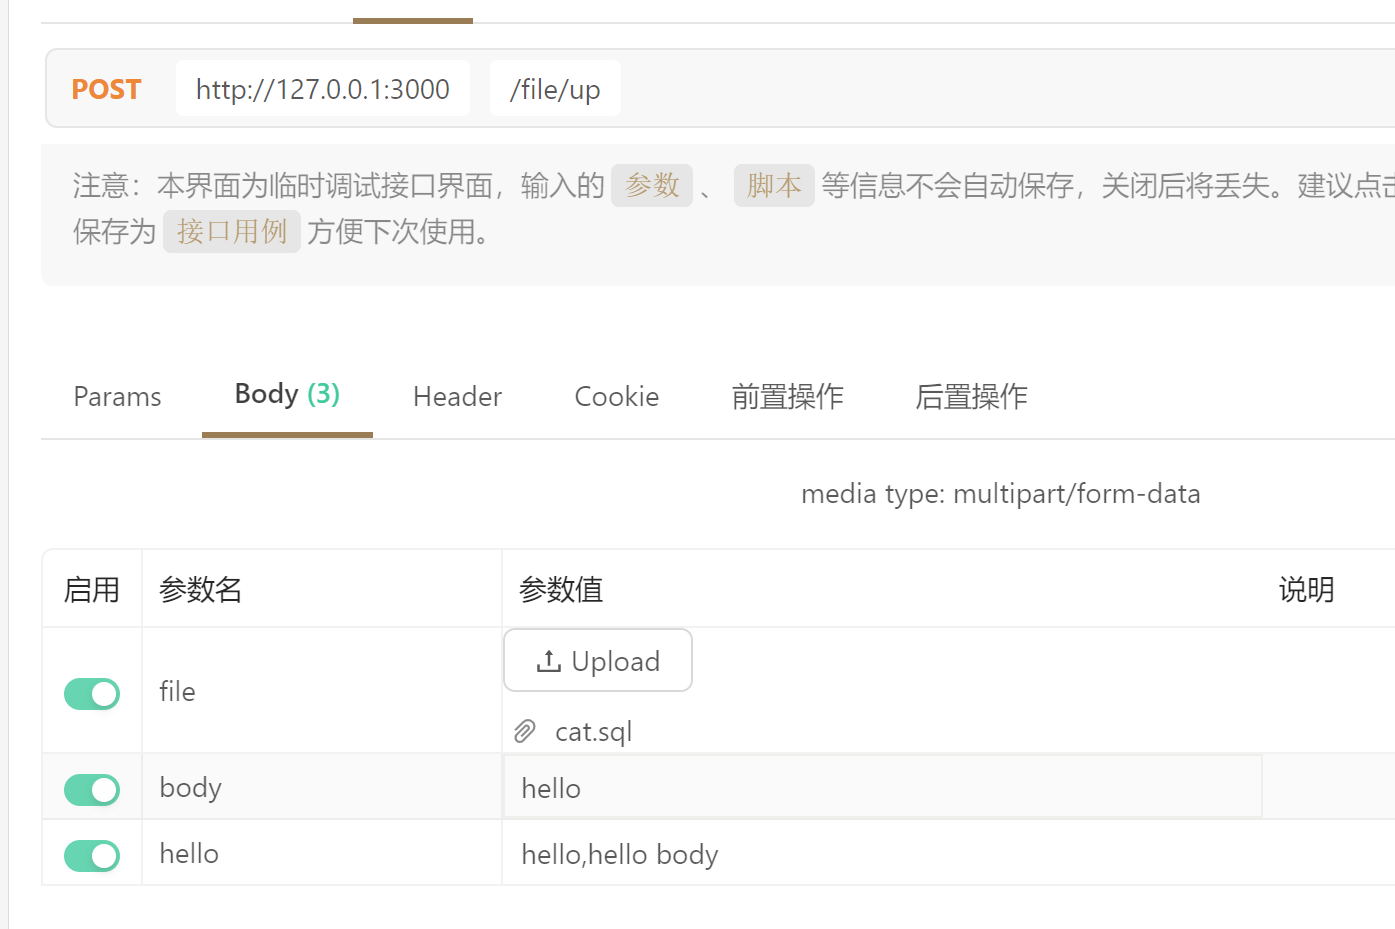 POST http://127.0.0.1:3000 /file/up
注意：本界面为临时调试接口界面，输入的 参数 、 脚本 等信息不会自动保存，关闭后将丢失。建议点击
保存为 接口用例 方便下次使用。
Params Body (3) Header Cookie 前置操作 后置操作
media type: multipart/form-data
启用 参数名 参数值 说明
Upload
file
cat.sql
body hello
hello hello,hello body